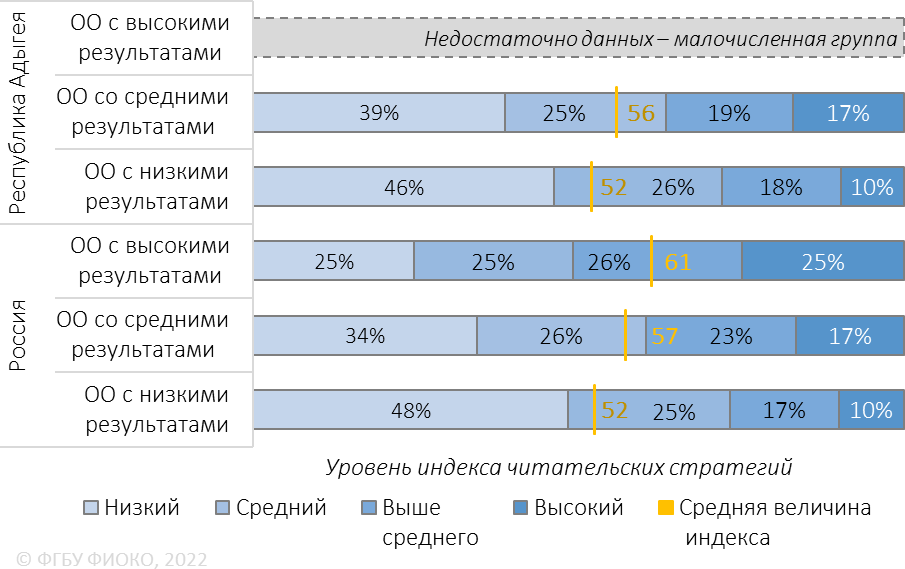 Республика Адыгея
ОО с высокими
результатами
Недостаточно данных – малочисленная группа
ОО со средними
результатами
39% 25% 56 19% 17%
ОО с низкими
результатами
46% 52 26% 18% 10%
Россия
ОО с высокими
результатами
25% 25% 26% 61 25%
ОО со средними
результатами
34% 26% 57 23% 17%
ОО с низкими
результатами
48% 52 25% 17% 10%
Уровень индекса читательских стратегий
Низкий
Средний
Выше
среднего
Высокий
Средняя величина
индекса
© ФГБУ ФИОКО, 2022